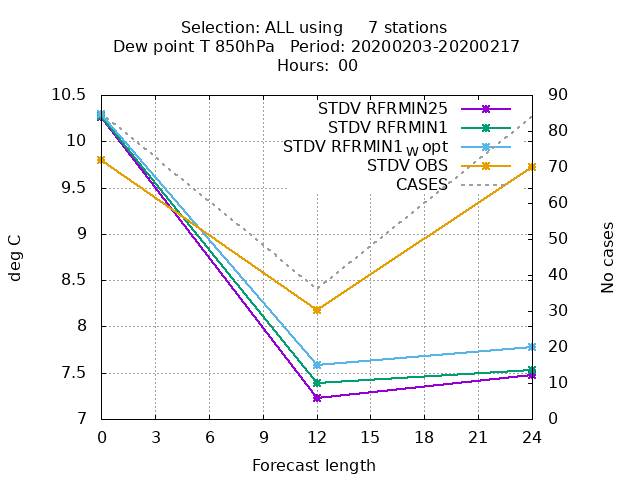 Selection: ALL using     7 stations
Dew point T 850hPa   Period: 20200203-20200217
Hours: 00
STDV RFRMIN25
STDV RFRMIN1
STDV RFRMIN1_W opt
STDV OBS
CASES
10.5
10
9.5
9
8.5
8
7.5
7
deg C
90
80
70
60
50
40
30
20
10
0
No cases
0 3 6 9 12 15 18 21 24
Forecast length